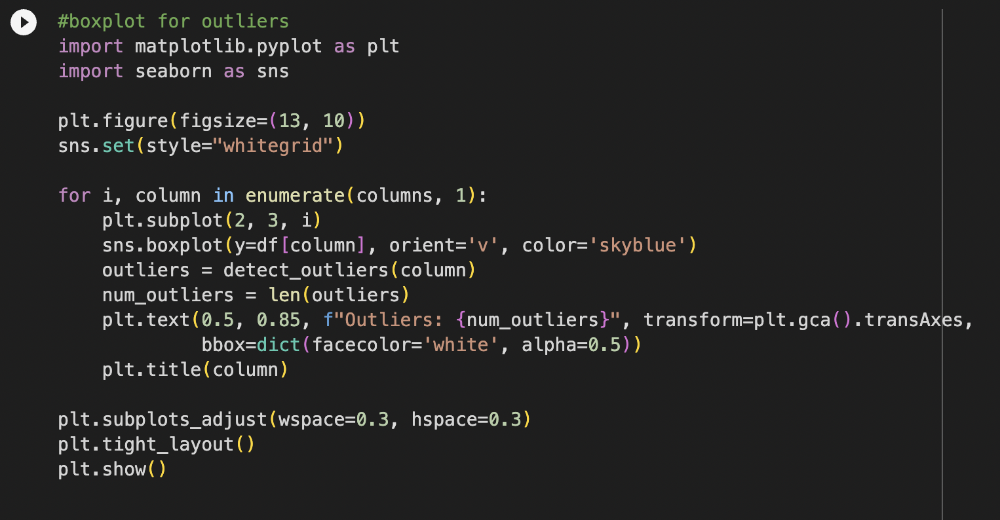 #boxplot for outliers
import matplotlib.pyplot as plt
import seaborn as sns

plt.figure(figsize=(13, 10))
sns.set(style="whitegrid")

for i, column in enumerate(columns, 1):
    plt.subplot(2, 3, i)
    sns.boxplot(y=df[column], orient='v', color='skyblue')
    outliers = detect_outliers(column)
    num_outliers = len(outliers)
    plt.text(0.5, 0.85, f"Outliers: {num_outliers}", transform=plt.gca().transAxes,
             bbox=dict(facecolor='white', alpha=0.5))
    plt.title(column)

plt.subplots_adjust(wspace=0.3, hspace=0.3)
plt.tight_layout()
plt.show()